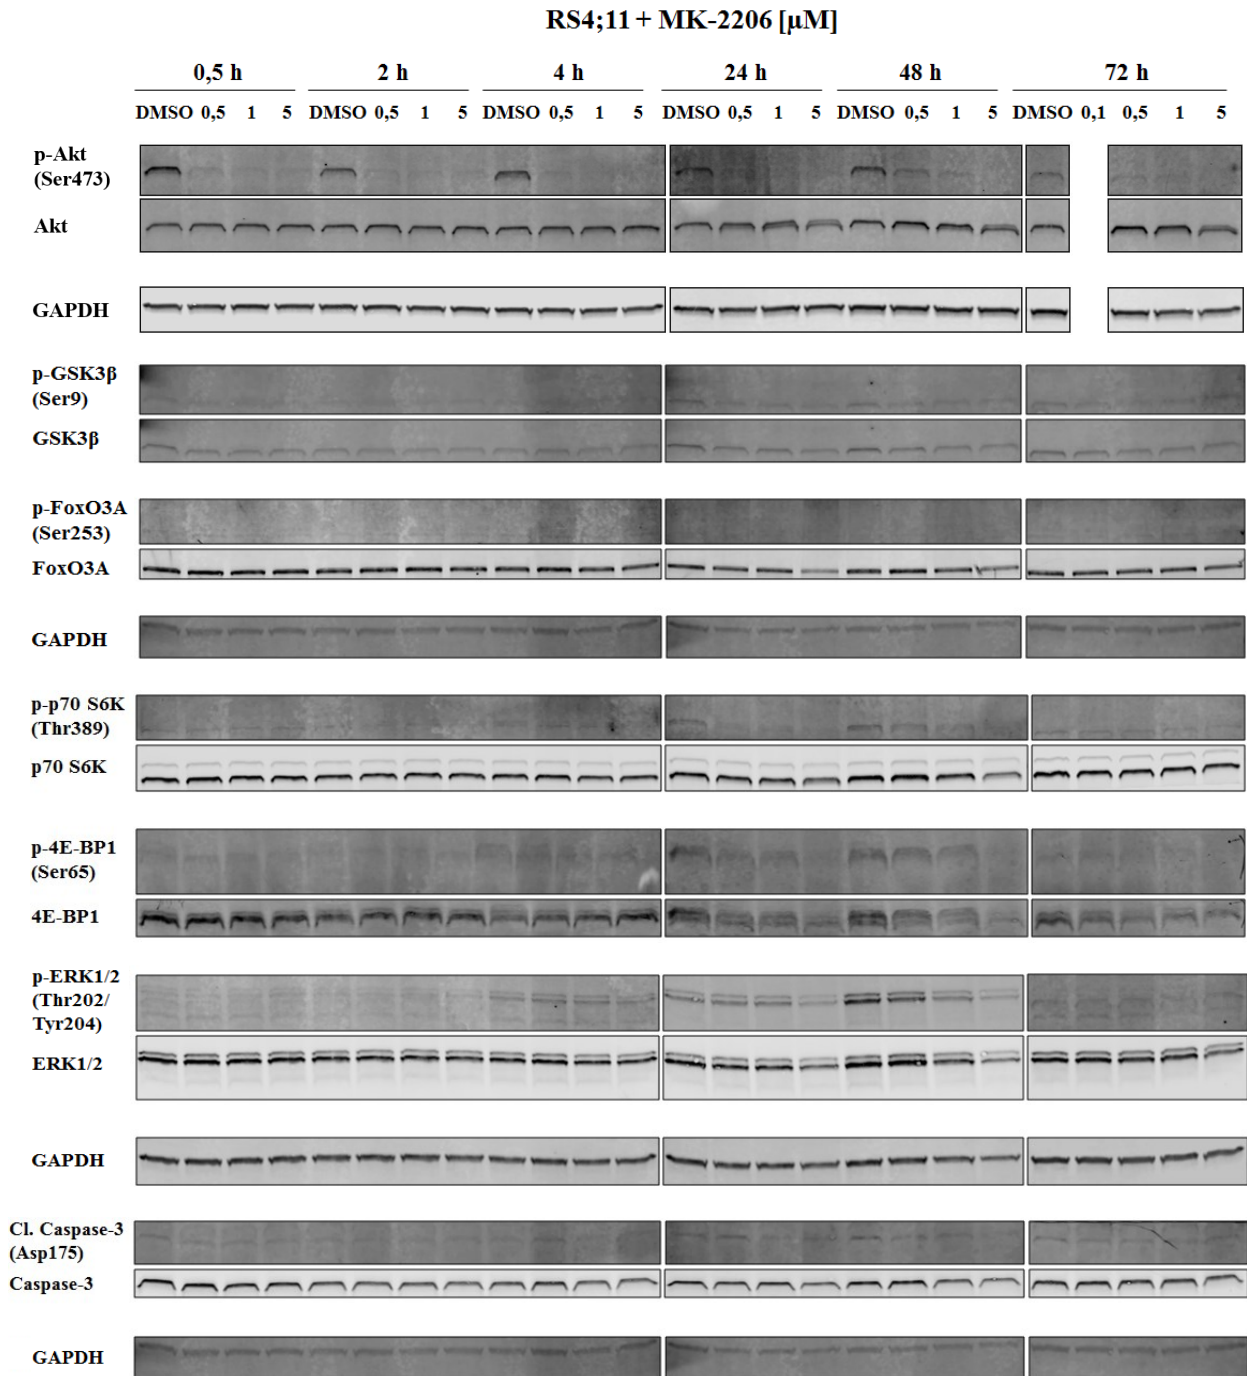 RS4;11 + MK-2206 [µM]
0,5 h 2 h 4 h 24 h 48 h 72 h
DMSO 0,5 1 5 DMSO 0,5 1 5 DMSO 0,5 1 5 DMSO 0,5 1 5 DMSO 0,5 1 5 DMSO 0,1 0,5 1 5
p-Akt
(Ser473)
Akt
GAPDH
p-GSK3β
(Ser9)
GSK3β
p-FoxO3A
(Ser253)
FoxO3A
GAPDH
p-p70 S6K
(Thr389)
p70 S6K
p-4E-BP1
(Ser65)
4E-BP1
p-ERK1/2
(Thr202/
Tyr204)
ERK1/2
GAPDH
Cl. Caspase-3
(Asp175)
Caspase-3
GAPDH